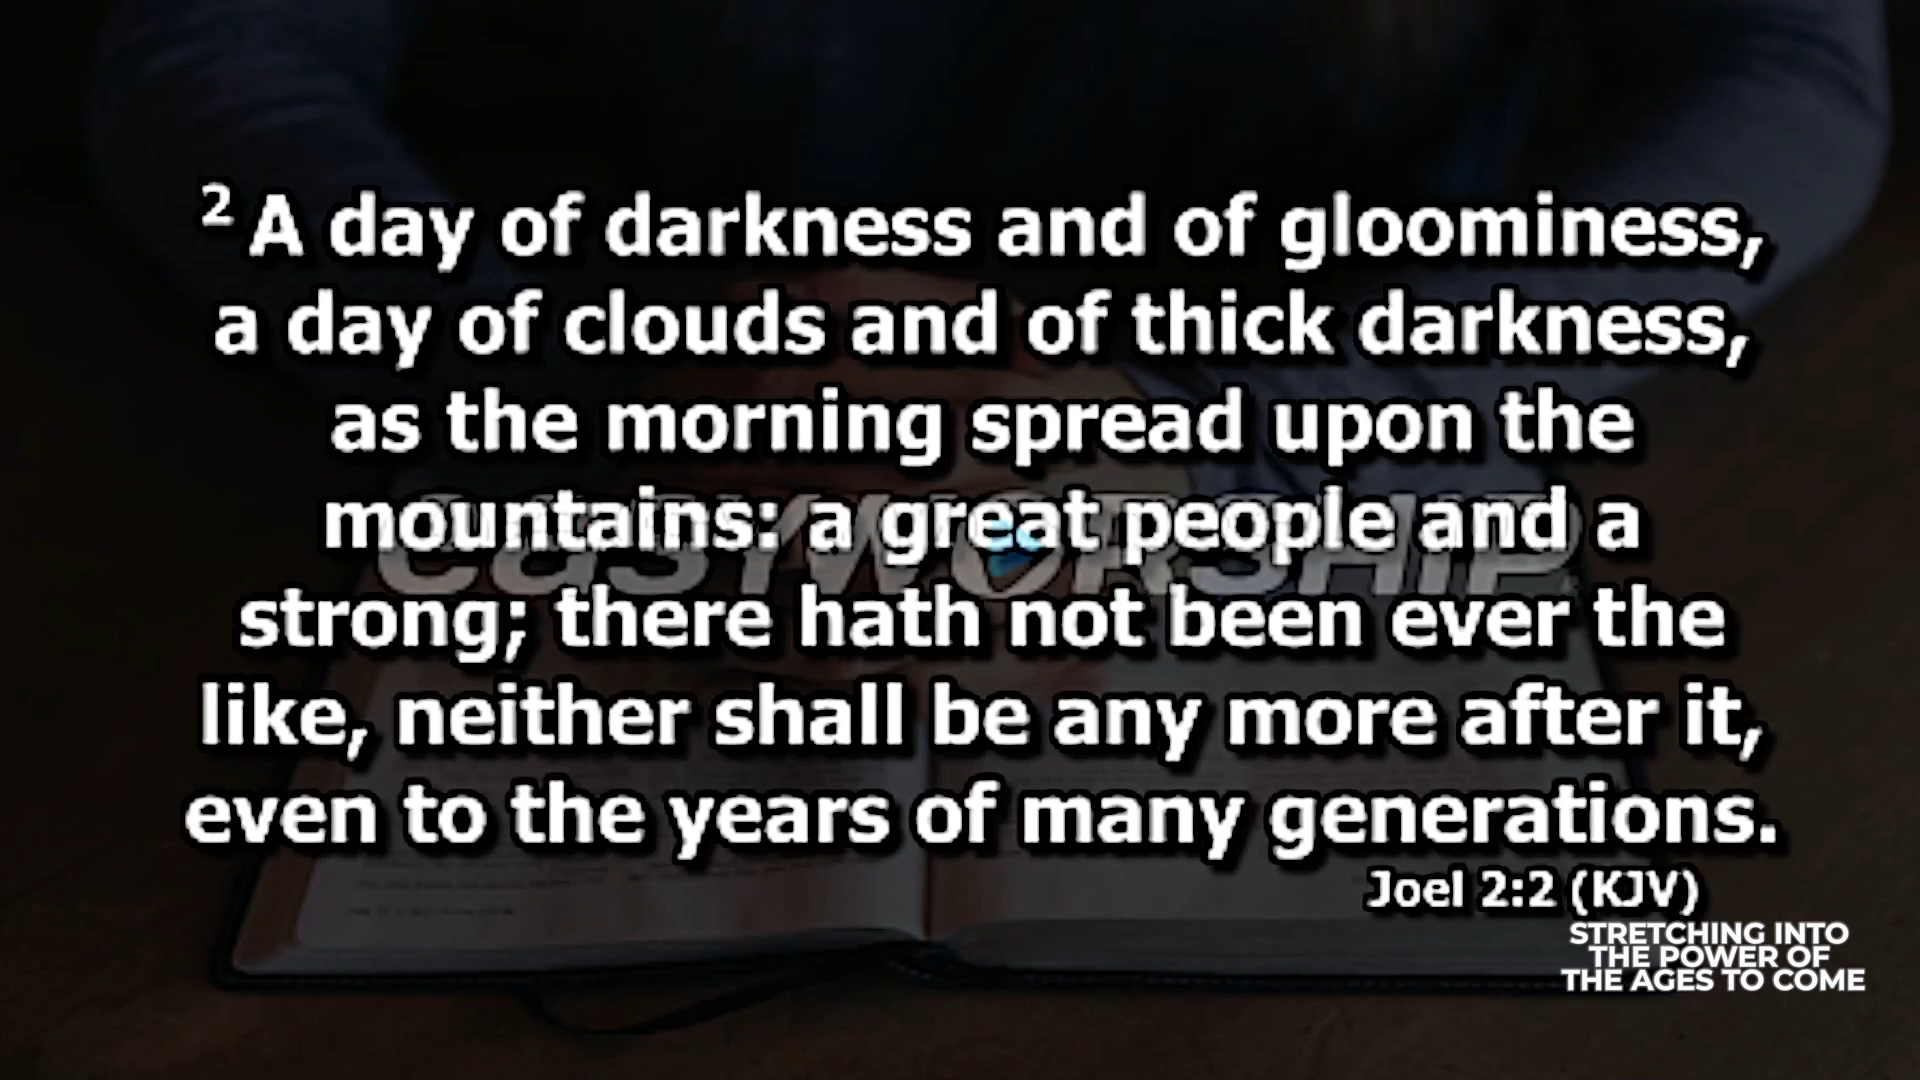 2 A day of darkness and of gloominess,
a day of clouds and of thick darkness,
as the morning spread upon the
mountains: a great people and a
easyworship
strong; there hath not been ever the
like, neither shall be any more after it,
even to the years of many generations.
Joel 2:2 (KJV)
STRETCHING INTO
THE POWER OF
THE AGES TO COME